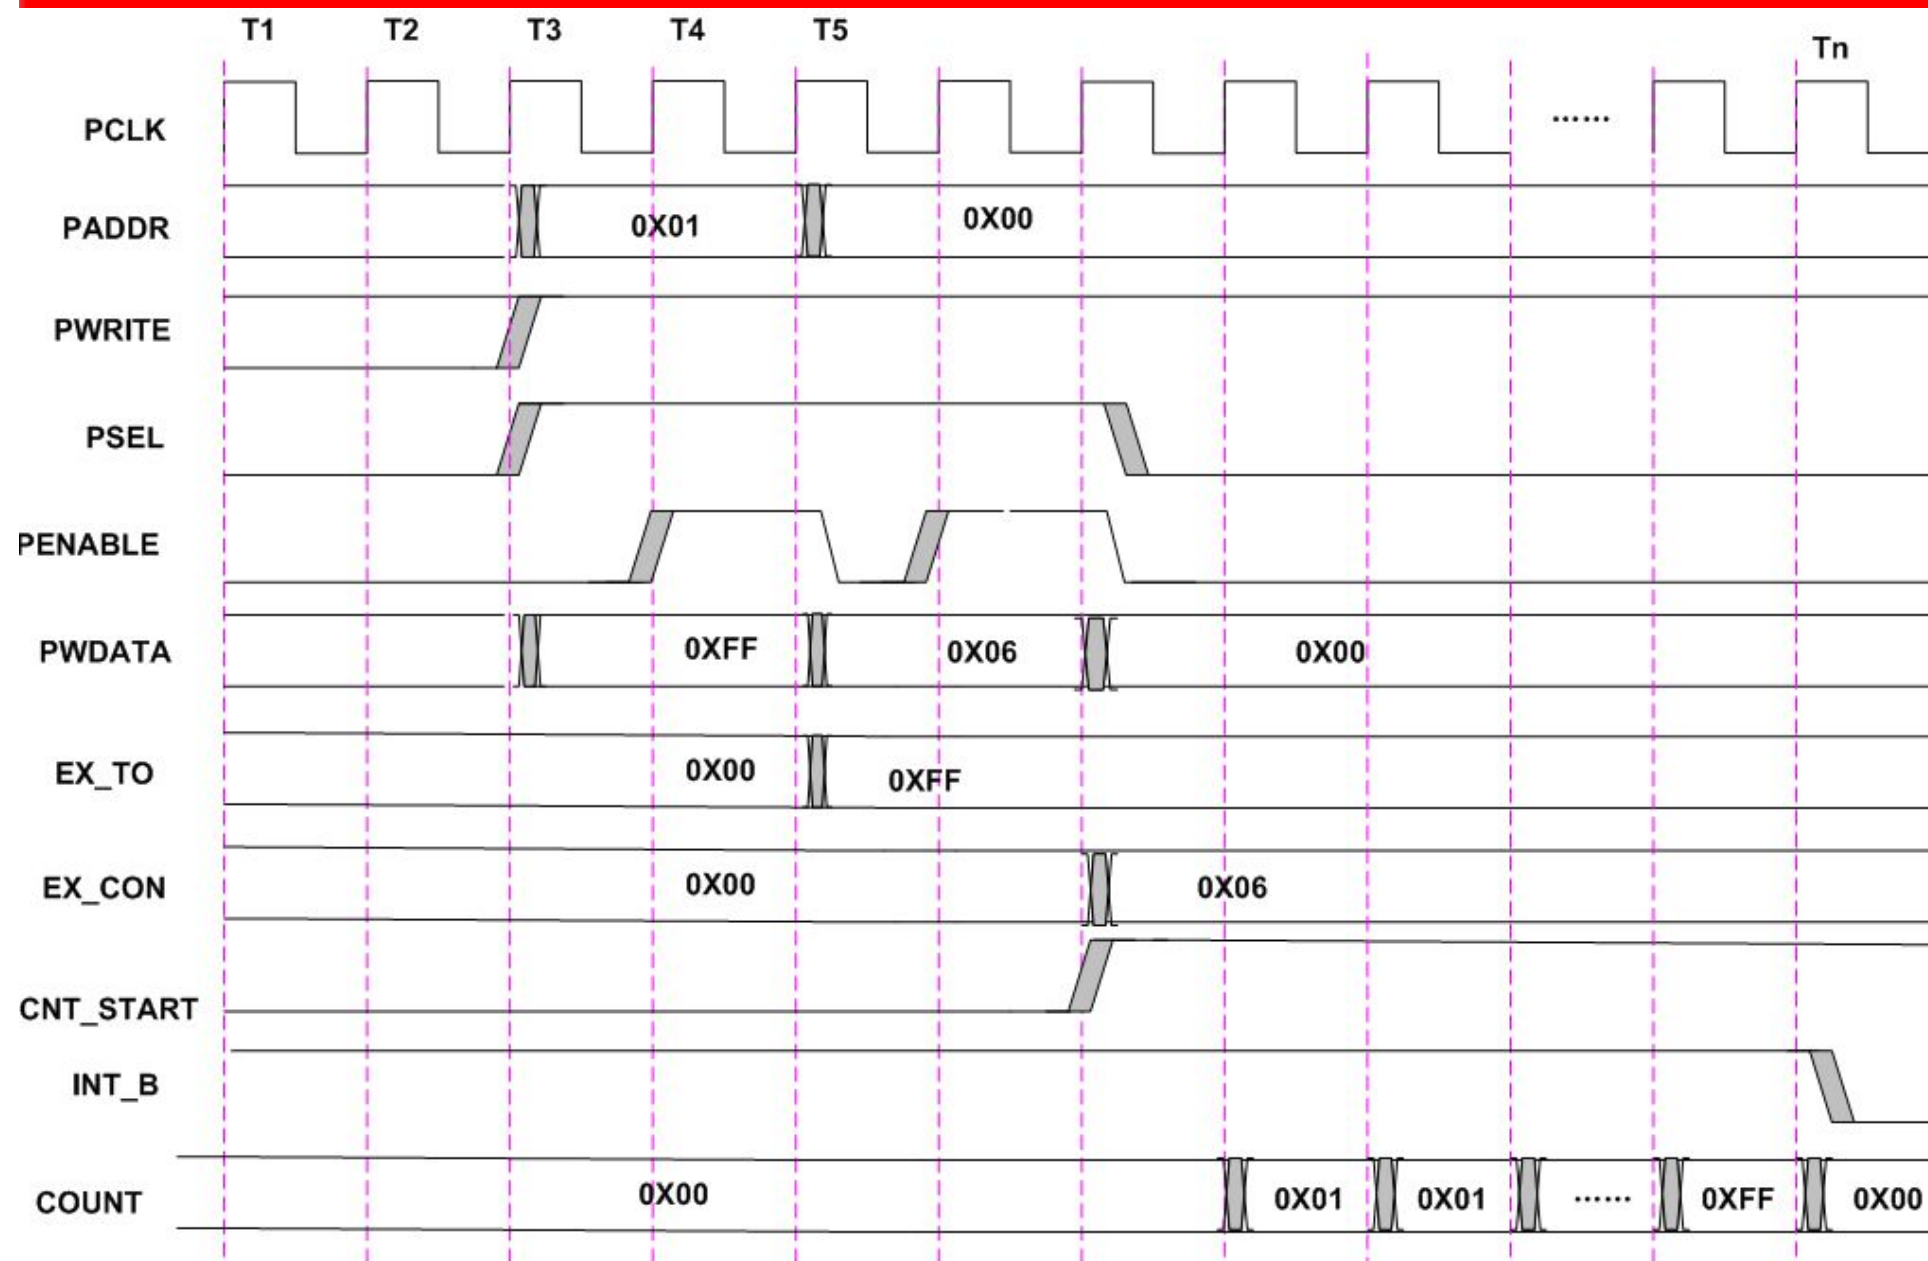 T1 T2 T3 T4 T5
Tn
PCLK ......
PADDR 0X01 0X00
PWRITE
PSEL
PENABLE
PWDATA 0XFF 0X06 0X00
EX_TO 0X00 0XFF
EX_CON 0X00 0X06
CNT_START
INT_B
COUNT 0X00 0X01 0X01 ...... 0XFF 0X00